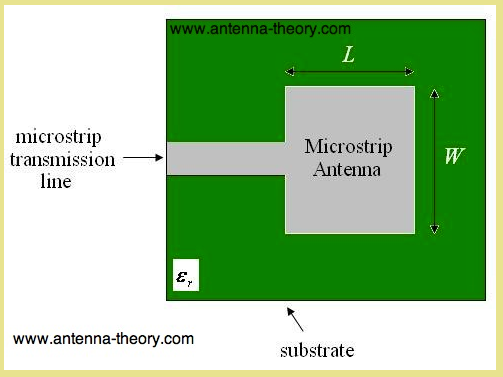 www.antenna-theory.com
L
microstrip
transmission
line
Microstrip
Antenna
W
εr
www.antenna-theory.com
substrate